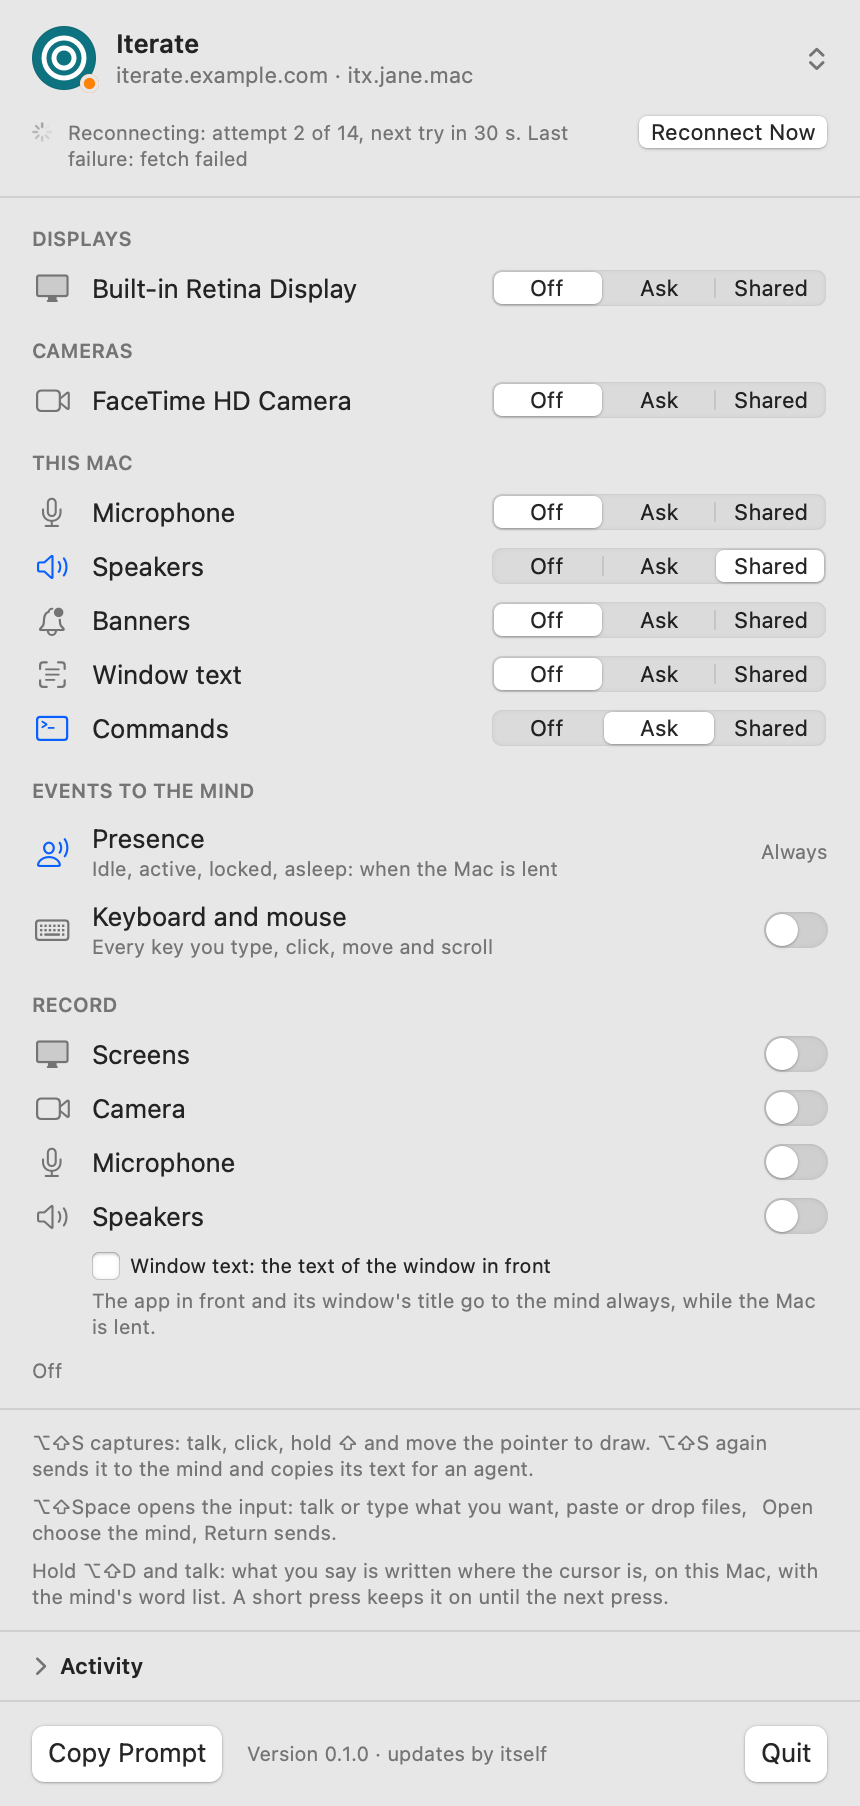 Iterate
iterate.example.com · itx.jane.mac
Reconnecting: attempt 2 of 14, next try in 30 s. Last
failure: fetch failed
Reconnect Now
DISPLAYS
Built-in Retina Display Off Ask Shared
CAMERAS
FaceTime HD Camera Off Ask Shared
THIS MAC
Microphone Off Ask Shared
Speakers Off Ask Shared
Banners Off Ask Shared
Window text Off Ask Shared
Commands Off Ask Shared
EVENTS TO THE MIND
Presence
Idle, active, locked, asleep: when the Mac is lent
Always
Keyboard and mouse
Every key you type, click, move and scroll
RECORD
Screens
Camera
Microphone
Speakers
Window text: the text of the window in front
The app in front and its window's title go to the mind always, while the Mac
is lent.
Off
⌥⇧S captures: talk, click, hold ⇧ and move the pointer to draw. ⌥⇧S again
sends it to the mind and copies its text for an agent.
⌥⇧Space opens the input: talk or type what you want, paste or drop files,
choose the mind, Return sends.
Open
Hold ⌥⇧D and talk: what you say is written where the cursor is, on this Mac, with
the mind's word list. A short press keeps it on until the next press.
Activity
Copy Prompt Version 0.1.0 · updates by itself Quit